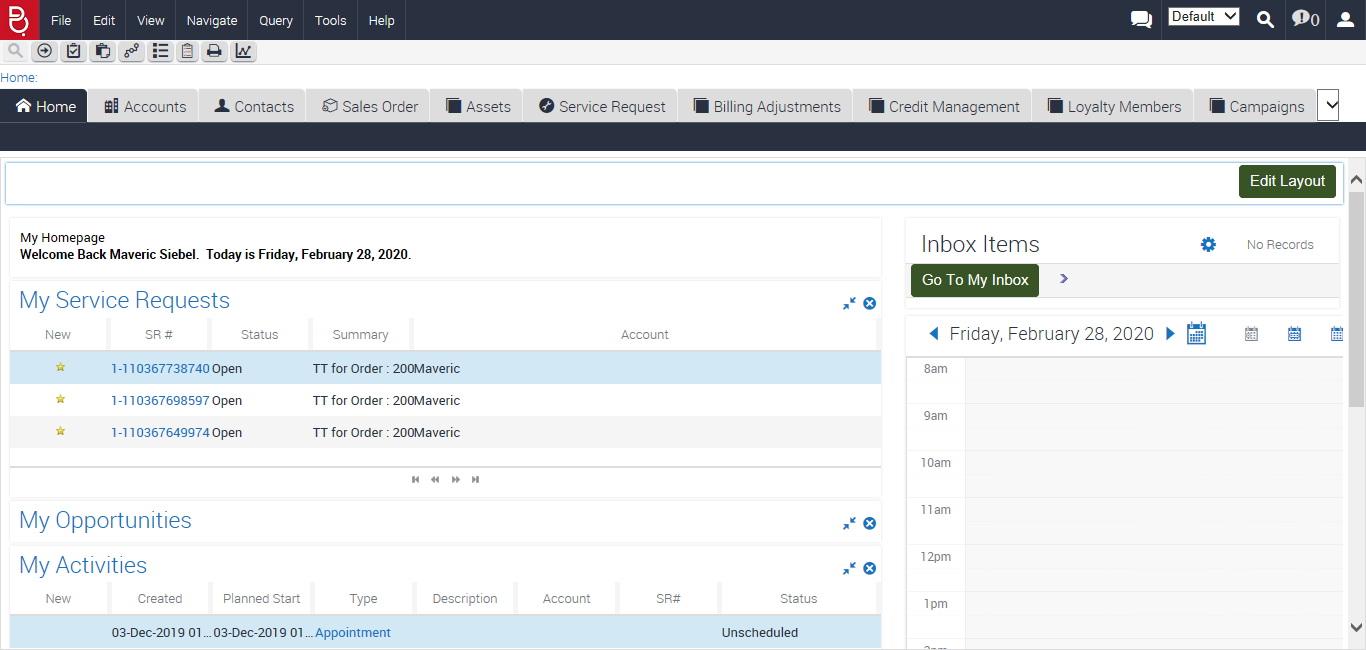 File Edit View Navigate Query Tools Help Default 0
Home:
Home Accounts Contacts Sales Order Assets Service Request Billing Adjustments Credit Management Loyalty Members Campaigns
Edit Layout
My Homepage
Welcome Back Maveric Siebel. Today is Friday, February 28, 2020.
My Service Requests
New SR # Status Summary Account
1-110367738740 Open TT for Order : 200 Maveric
1-110367698597 Open TT for Order : 200 Maveric
1-110367649974 Open TT for Order : 200 Maveric
My Opportunities
My Activities
New Created Planned Start Type Description Account SR# Status
03-Dec-2019 01... 03-Dec-2019 01... Appointment Unscheduled
Inbox Items No Records
Go To My Inbox
Friday, February 28, 2020
8am
9am
10am
11am
12pm
1pm